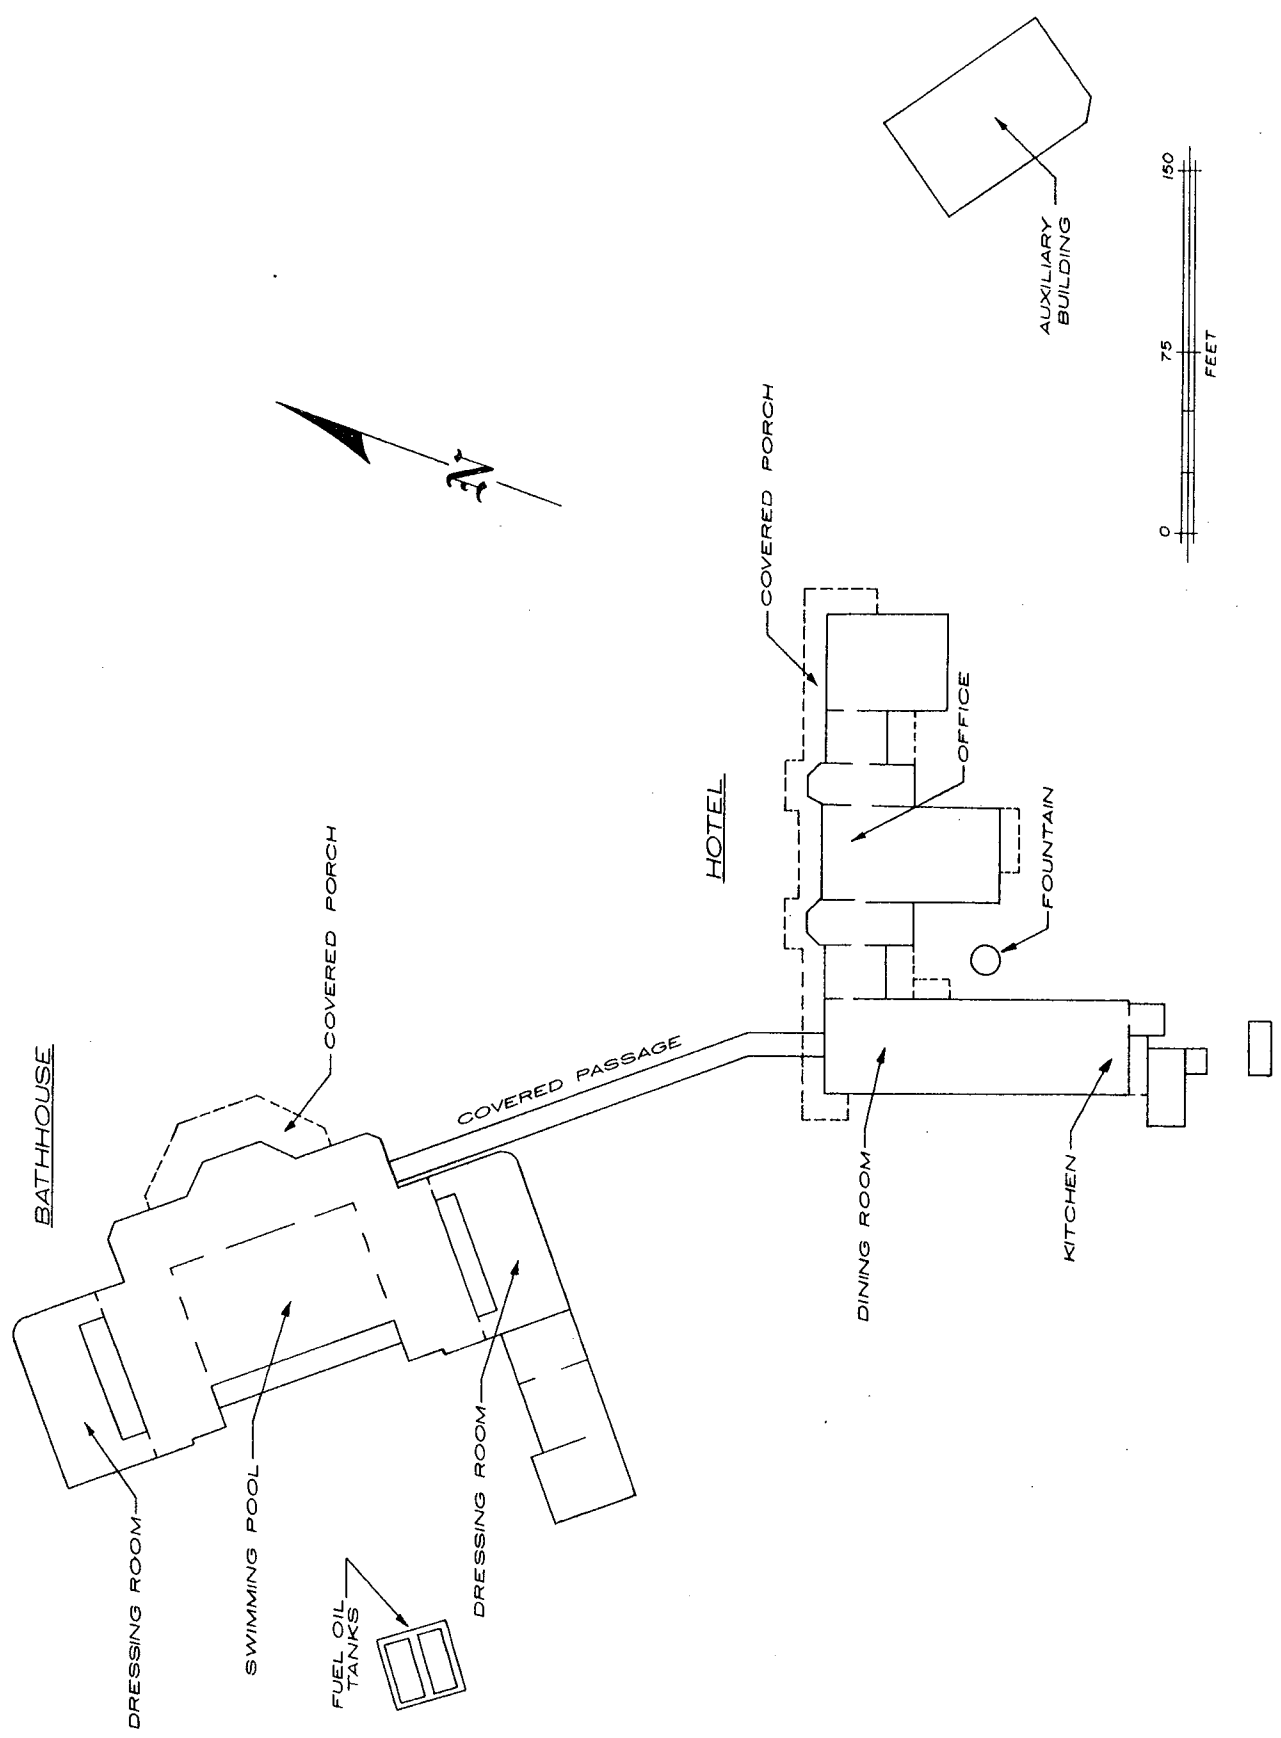 BATHHOUSE
DRESSING ROOM
SWIMMING POOL
COVERED PORCH
FUEL OIL
TANKS
DRESSING ROOM
COVERED PASSAGE
N
HOTEL
COVERED PORCH
DINING ROOM
OFFICE
FOUNTAIN
KITCHEN
AUXILIARY
BUILDING
0 75 150
FEET